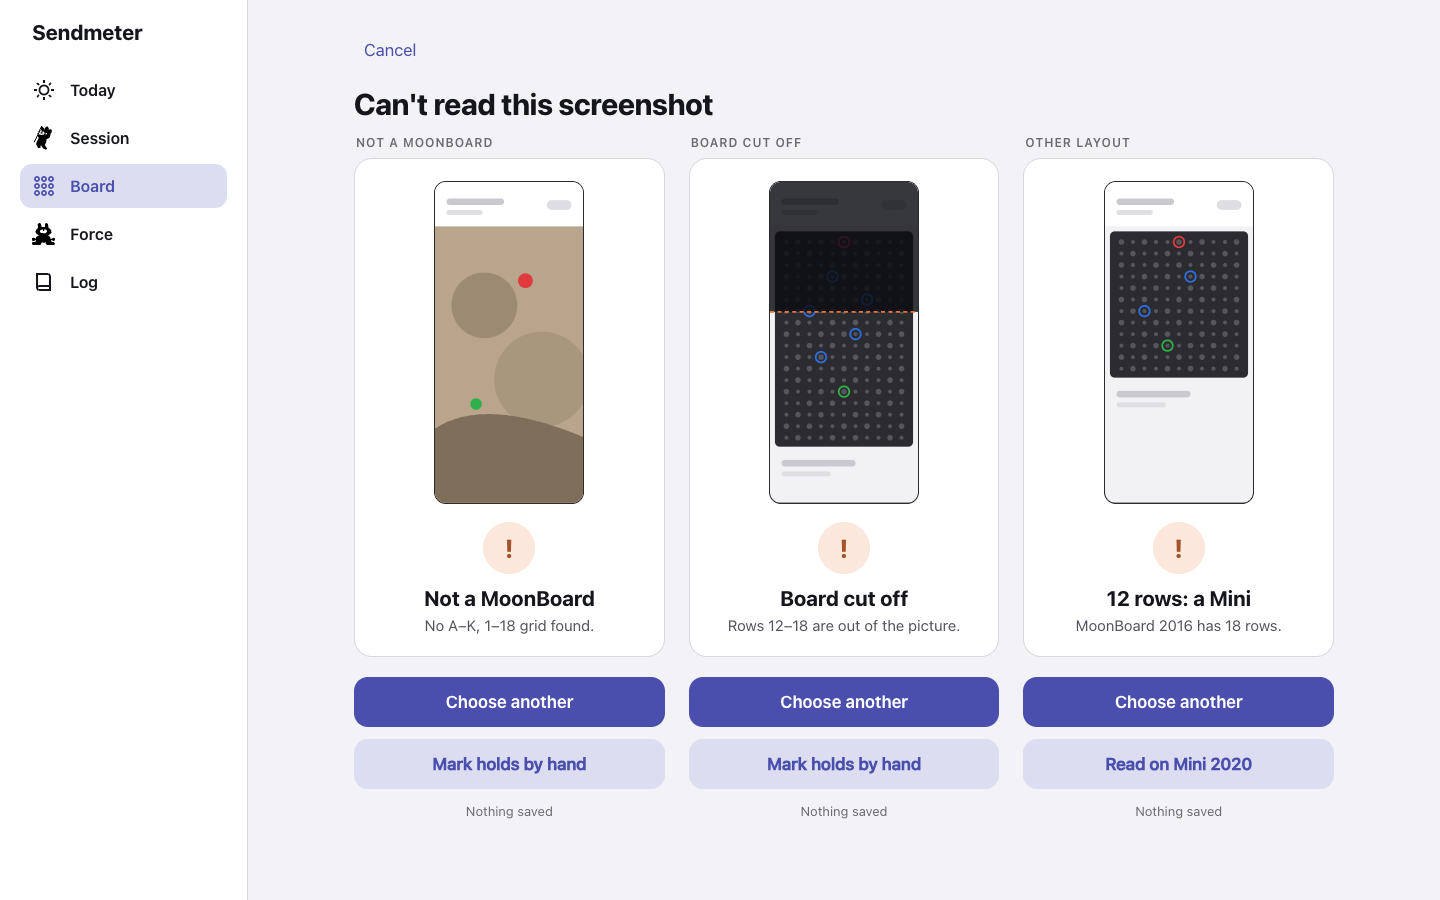 Sendmeter
Today
Session
Board
Force
Log
Cancel
Can't read this screenshot
NOT A MOONBOARD
!
Not a MoonBoard
No A–K, 1–18 grid found.
Choose another
Mark holds by hand
Nothing saved
BOARD CUT OFF
!
Board cut off
Rows 12–18 are out of the picture.
Choose another
Mark holds by hand
Nothing saved
OTHER LAYOUT
!
12 rows: a Mini
MoonBoard 2016 has 18 rows.
Choose another
Read on Mini 2020
Nothing saved